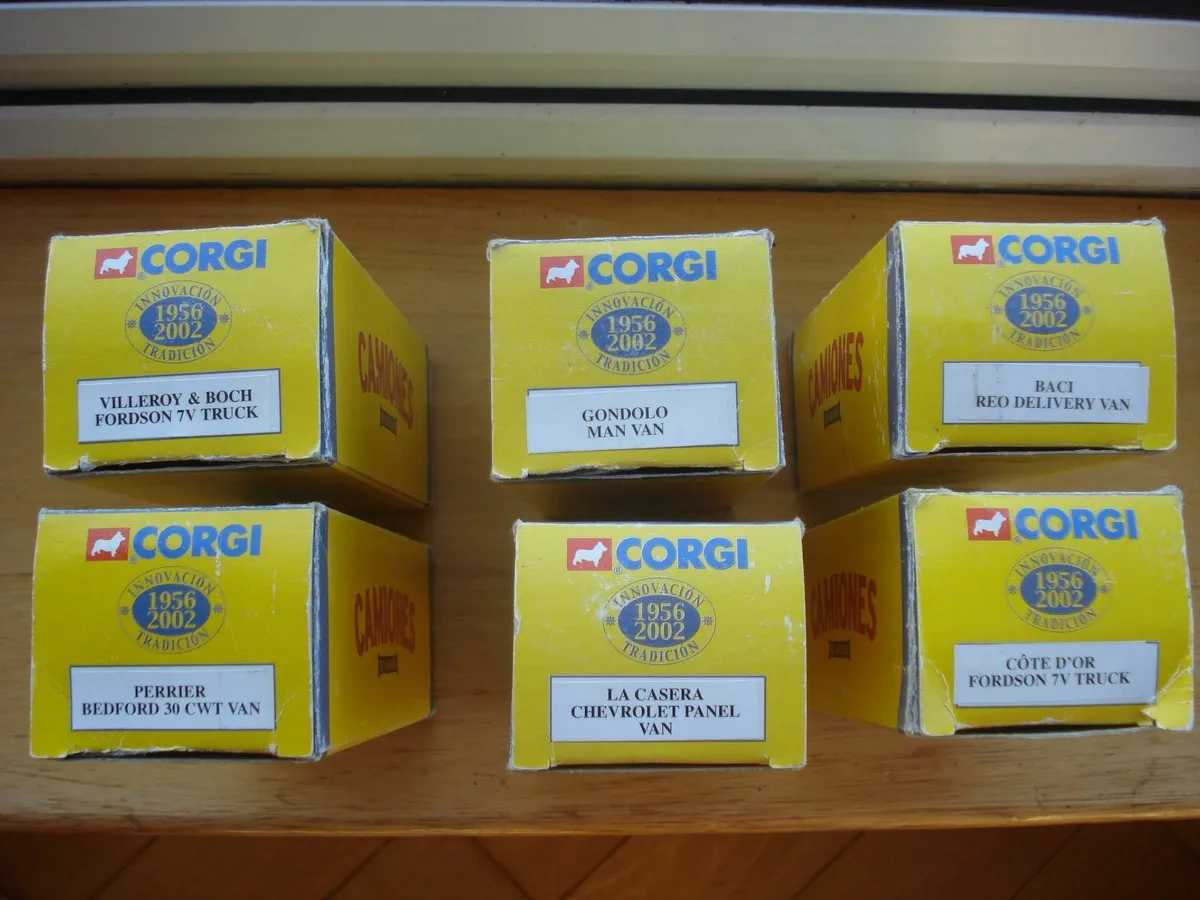 CORGI
INNOVACIÓN
1956
2002
TRADICIÓN
VILLEROY & BOCH
FORDSON 7V TRUCK
CAMIONES
CORGI
INNOVACIÓN
1956
2002
TRADICIÓN
GONDOLO
MAN VAN
CAMIONES
CORGI
INNOVACIÓN
1956
2002
TRADICIÓN
BACI
REO DELIVERY VAN
CORGI
INNOVACIÓN
1956
2002
TRADICIÓN
PERRIER
BEDFORD 30 CWT VAN
CAMIONES
CORGI
INNOVACIÓN
1956
2002
TRADICIÓN
LA CASERA
CHEVROLET PANEL
VAN
CAMIONES
CORGI
INNOVACIÓN
1956
2002
TRADICIÓN
CÔTE D'OR
FORDSON 7V TRUCK